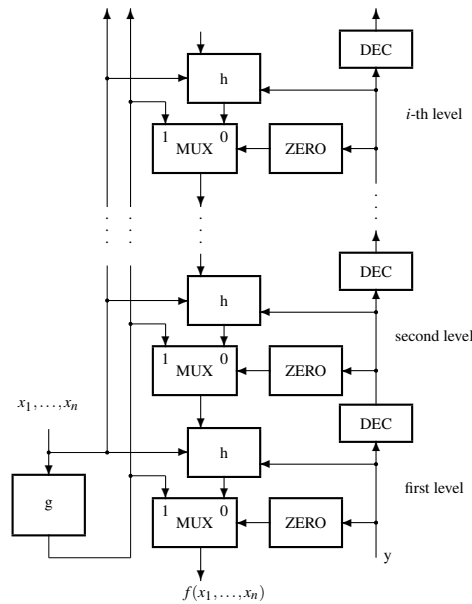 DEC
h
i-th level
1 0
MUX
ZERO
DEC
h
second level
1 0
MUX
ZERO
x₁,…,xₙ
DEC
h
g
first level
1 0
MUX
ZERO
y
f(x₁,…,xₙ)